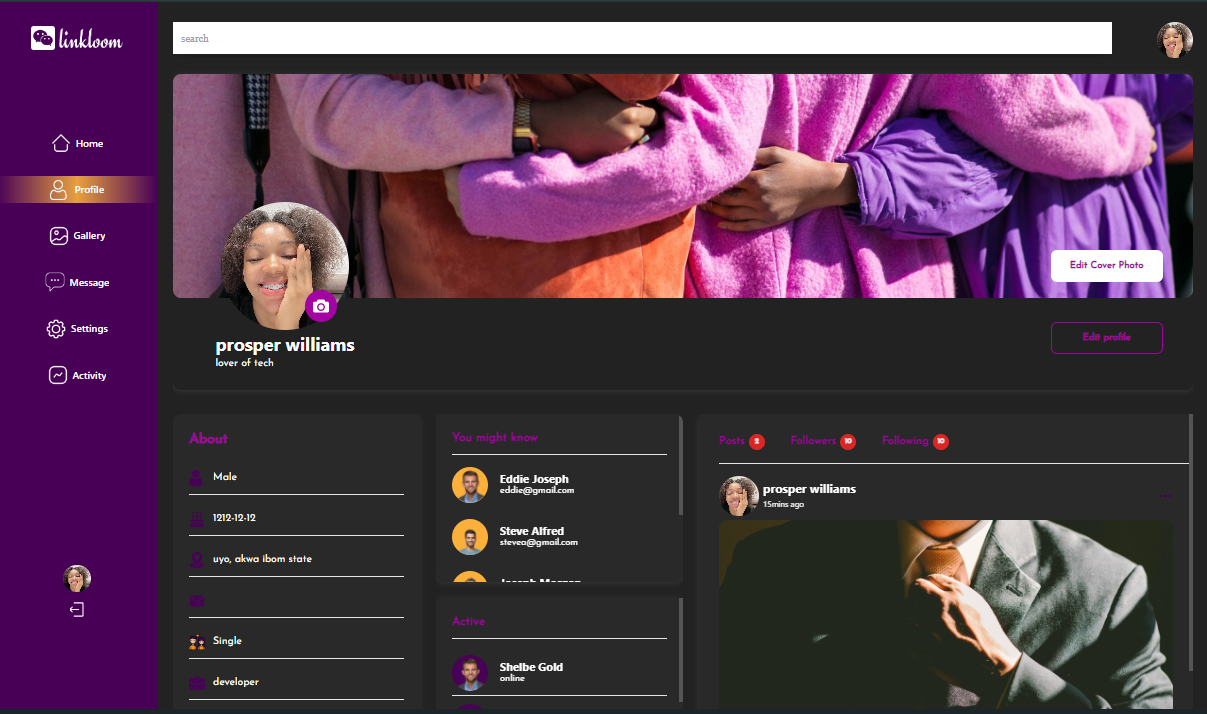 linkloom
search
Home
Profile
Gallery
Message
Settings
Activity
Edit Cover Photo
prosper williams
lover of tech
Edit profile
About
Male
1212-12-12
uyo, akwa ibom state
Single
developer
You might know
Eddie Joseph
eddie@gmail.com
Steve Alfred
stevea@gmail.com
Active
Shelbe Gold
online
Posts 2 Followers 10 Following 10
prosper williams
15mins ago